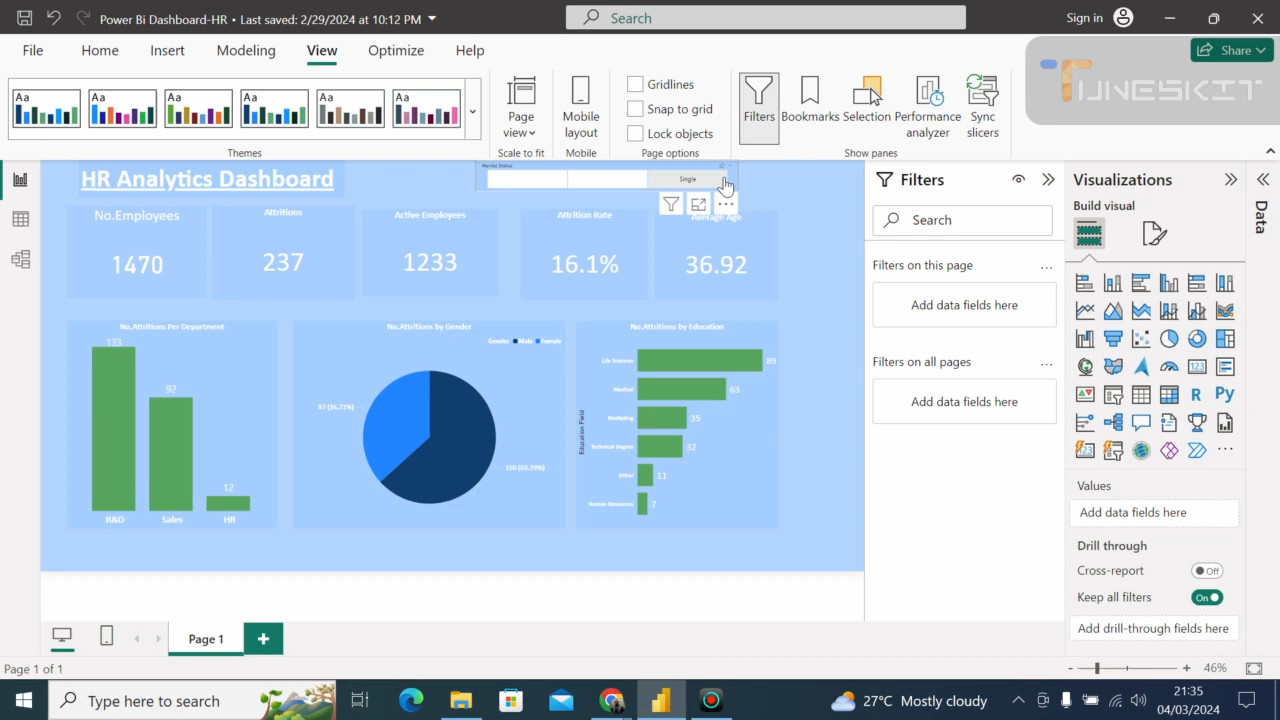 Power Bi Dashboard-HR • Last saved: 2/29/2024 at 10:12 PM
Search
Sign in
File
Home
Insert
Modeling
View
Optimize
Help
Share
TUNESKIT
Aa
Aa
Aa
Aa
Aa
Aa
Page view
Mobile layout
Gridlines
Snap to grid
Lock objects
Filters
Bookmarks
Selection
Performance analyzer
Sync slicers
Themes
Scale to fit
Mobile
Page options
Show panes
HR Analytics Dashboard
Marital Status
Single
No.Employees
1470
Attritions
237
Active Employees
1233
Attrition Rate
16.1%
Average Age
36.92
No.Attritions Per Department
133
92
12
R&D
Sales
HR
No.Attritions by Gender
Gender Male Female
87 (36.71%)
150 (63.29%)
No.Attritions by Education
Education Field
Life Sciences 89
Medical 63
Marketing 35
Technical Degree 32
Other 11
Human Resources 7
Filters
Search
Filters on this page
Add data fields here
Filters on all pages
Add data fields here
Visualizations
Build visual
123
R
Py
123
Values
Add data fields here
Drill through
Cross-report
Off
Keep all filters
On
Add drill-through fields here
Data
Page 1
Page 1 of 1
46%
Type here to search
27°C Mostly cloudy
21:35
04/03/2024